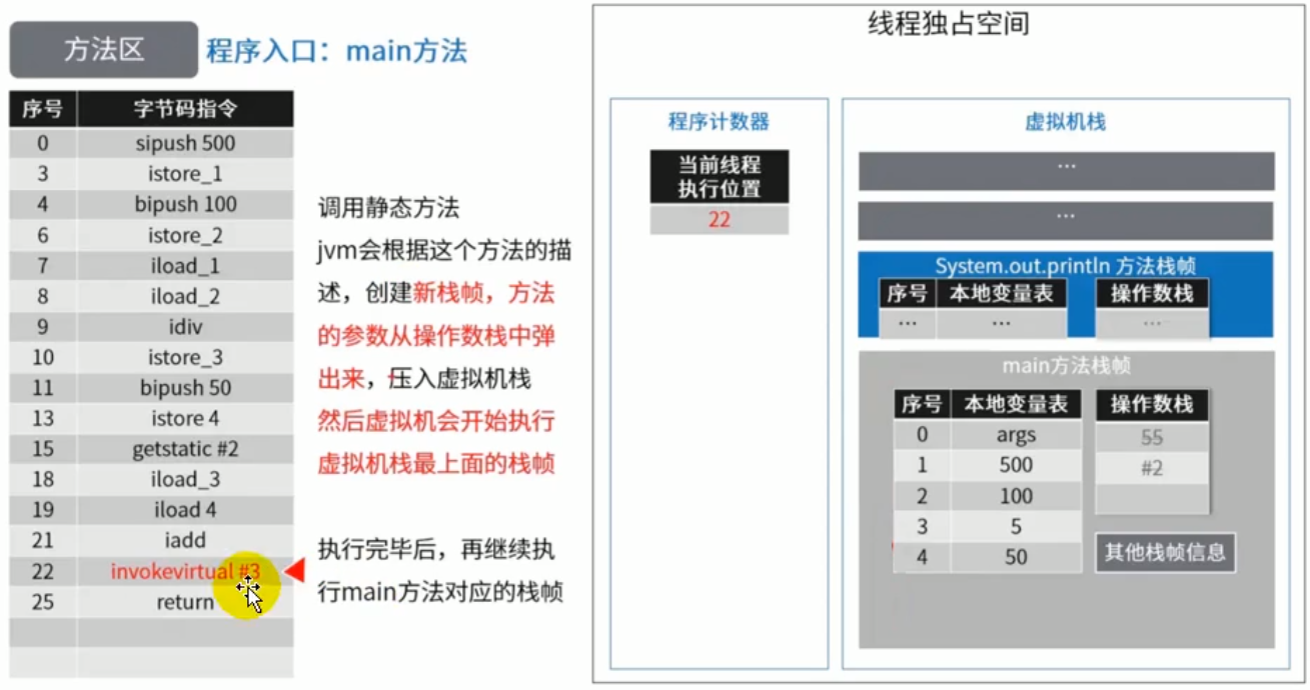 方法区 程序入口：main方法
序号 字节码指令
0 sipush 500
3 istore_1
4 bipush 100
6 istore_2
7 iload_1
8 iload_2
9 idiv
10 istore_3
11 bipush 50
13 istore 4
15 getstatic #2
18 iload_3
19 iload 4
21 iadd
22 invokevirtual #3
25 return
调用静态方法
jvm会根据这个方法的描
述，创建新栈帧，方法
的参数从操作数栈中弹
出来，压入虚拟机栈
然后虚拟机会开始执行
虚拟机栈最上面的栈帧
执行完毕后，再继续执
行main方法对应的栈帧
线程独占空间
程序计数器
当前线程
执行位置
22
虚拟机栈
...
...
System.out.println 方法栈帧
序号 本地变量表 操作数栈
... ... ...
main方法栈帧
序号 本地变量表 操作数栈
0 args 55
1 500 #2
2 100
3 5
4 50 其他栈帧信息